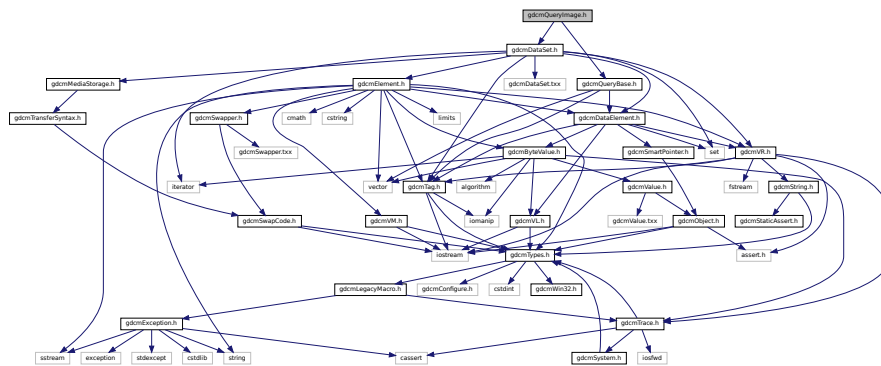 gdcmQueryImage.h
gdcmDataSet.h
gdcmMediaStorage.h
gdcmElement.h
gdcmDataSet.txx
gdcmQueryBase.h
gdcmTransferSyntax.h
gdcmSwapper.h
cmath
cstring
limits
gdcmDataElement.h
gdcmSwapper.txx
gdcmByteValue.h
gdcmSmartPointer.h
set
gdcmVR.h
iterator
vector
gdcmTag.h
algorithm
gdcmValue.h
fstream
gdcmString.h
gdcmSwapCode.h
gdcmVM.h
iomanip
gdcmVL.h
gdcmValue.txx
gdcmObject.h
gdcmStaticAssert.h
iostream
gdcmTypes.h
assert.h
gdcmLegacyMacro.h
gdcmConfigure.h
cstdint
gdcmWin32.h
gdcmException.h
gdcmTrace.h
sstream
exception
stdexcept
cstdlib
string
cassert
gdcmSystem.h
iosfwd